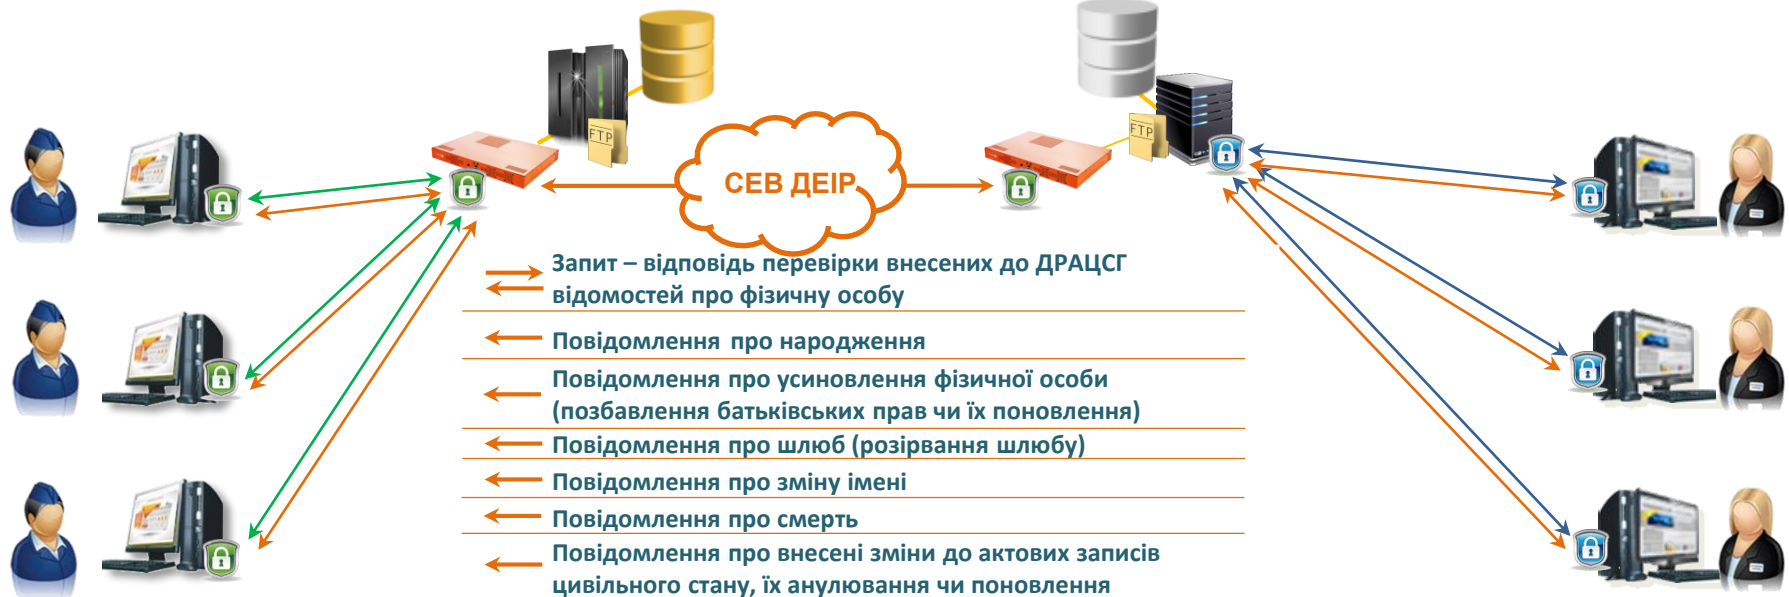 FTP
FTP
СЕВ ДЕІР
Запит – відповідь перевірки внесених до ДРАЦСГ
відомостей про фізичну особу
Повідомлення про народження
Повідомлення про усиновлення фізичної особи
(позбавлення батьківських прав чи їх поновлення)
Повідомлення про шлюб (розірвання шлюбу)
Повідомлення про зміну імені
Повідомлення про смерть
Повідомлення про внесені зміни до актових записів
цивільного стану, їх анулювання чи поновлення